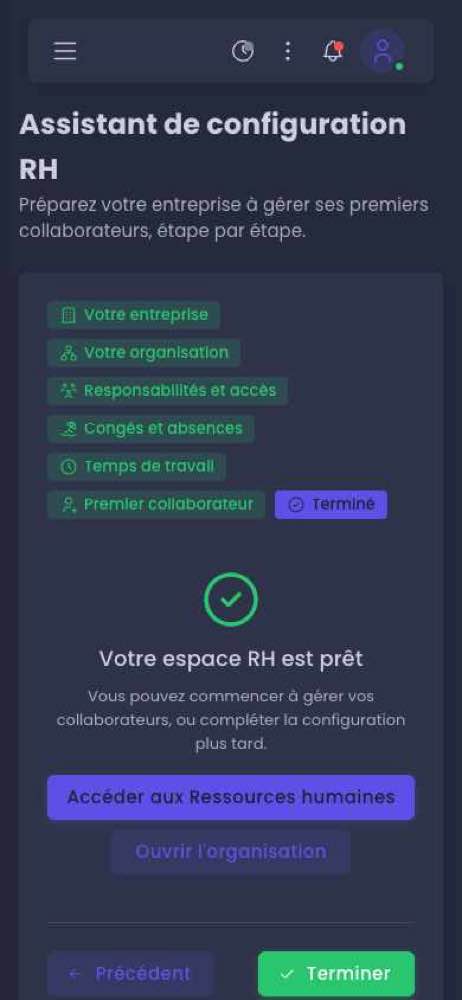 Assistant de configuration
RH
Préparez votre entreprise à gérer ses premiers
collaborateurs, étape par étape.
Votre entreprise
Votre organisation
Responsabilités et accès
Congés et absences
Temps de travail
Premier collaborateur
Terminé
Votre espace RH est prêt
Vous pouvez commencer à gérer vos
collaborateurs, ou compléter la configuration
plus tard.
Accéder aux Ressources humaines
Ouvrir l'organisation
Précédent
Terminer